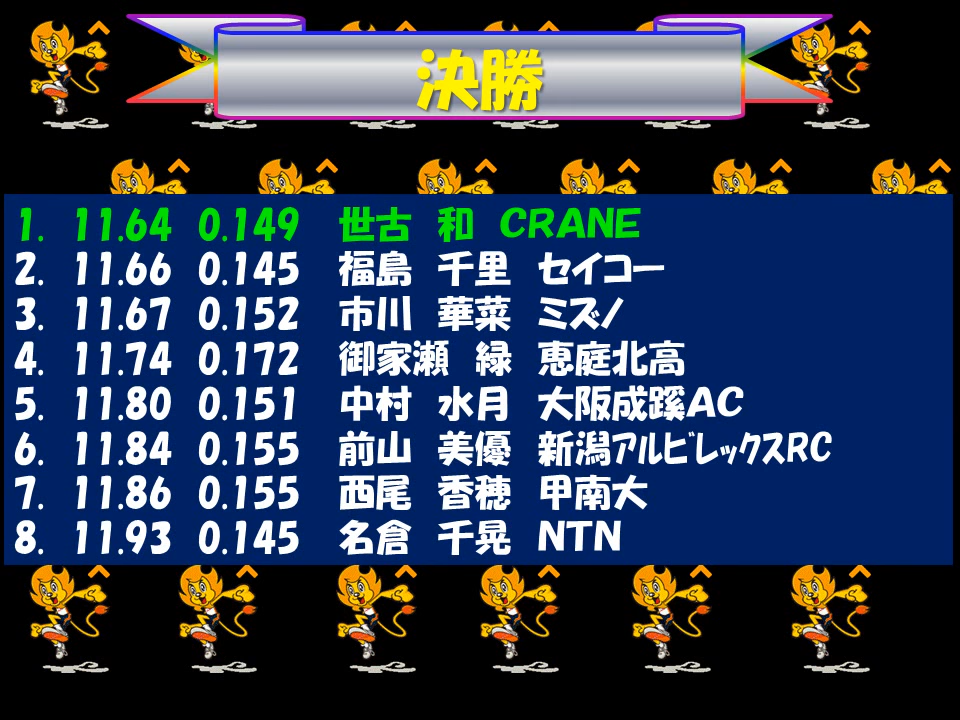 決勝
1. 11.64 0.149 世古 和 CRANE
2. 11.66 0.145 福島 千里 セイコー
3. 11.67 0.152 市川 華菜 ミズノ
4. 11.74 0.172 御家瀬 緑 恵庭北高
5. 11.80 0.151 中村 水月 大阪成蹊AC
6. 11.84 0.155 前山 美優 新潟アルビレックスRC
7. 11.86 0.155 西尾 香穂 甲南大
8. 11.93 0.145 名倉 千晃 NTN